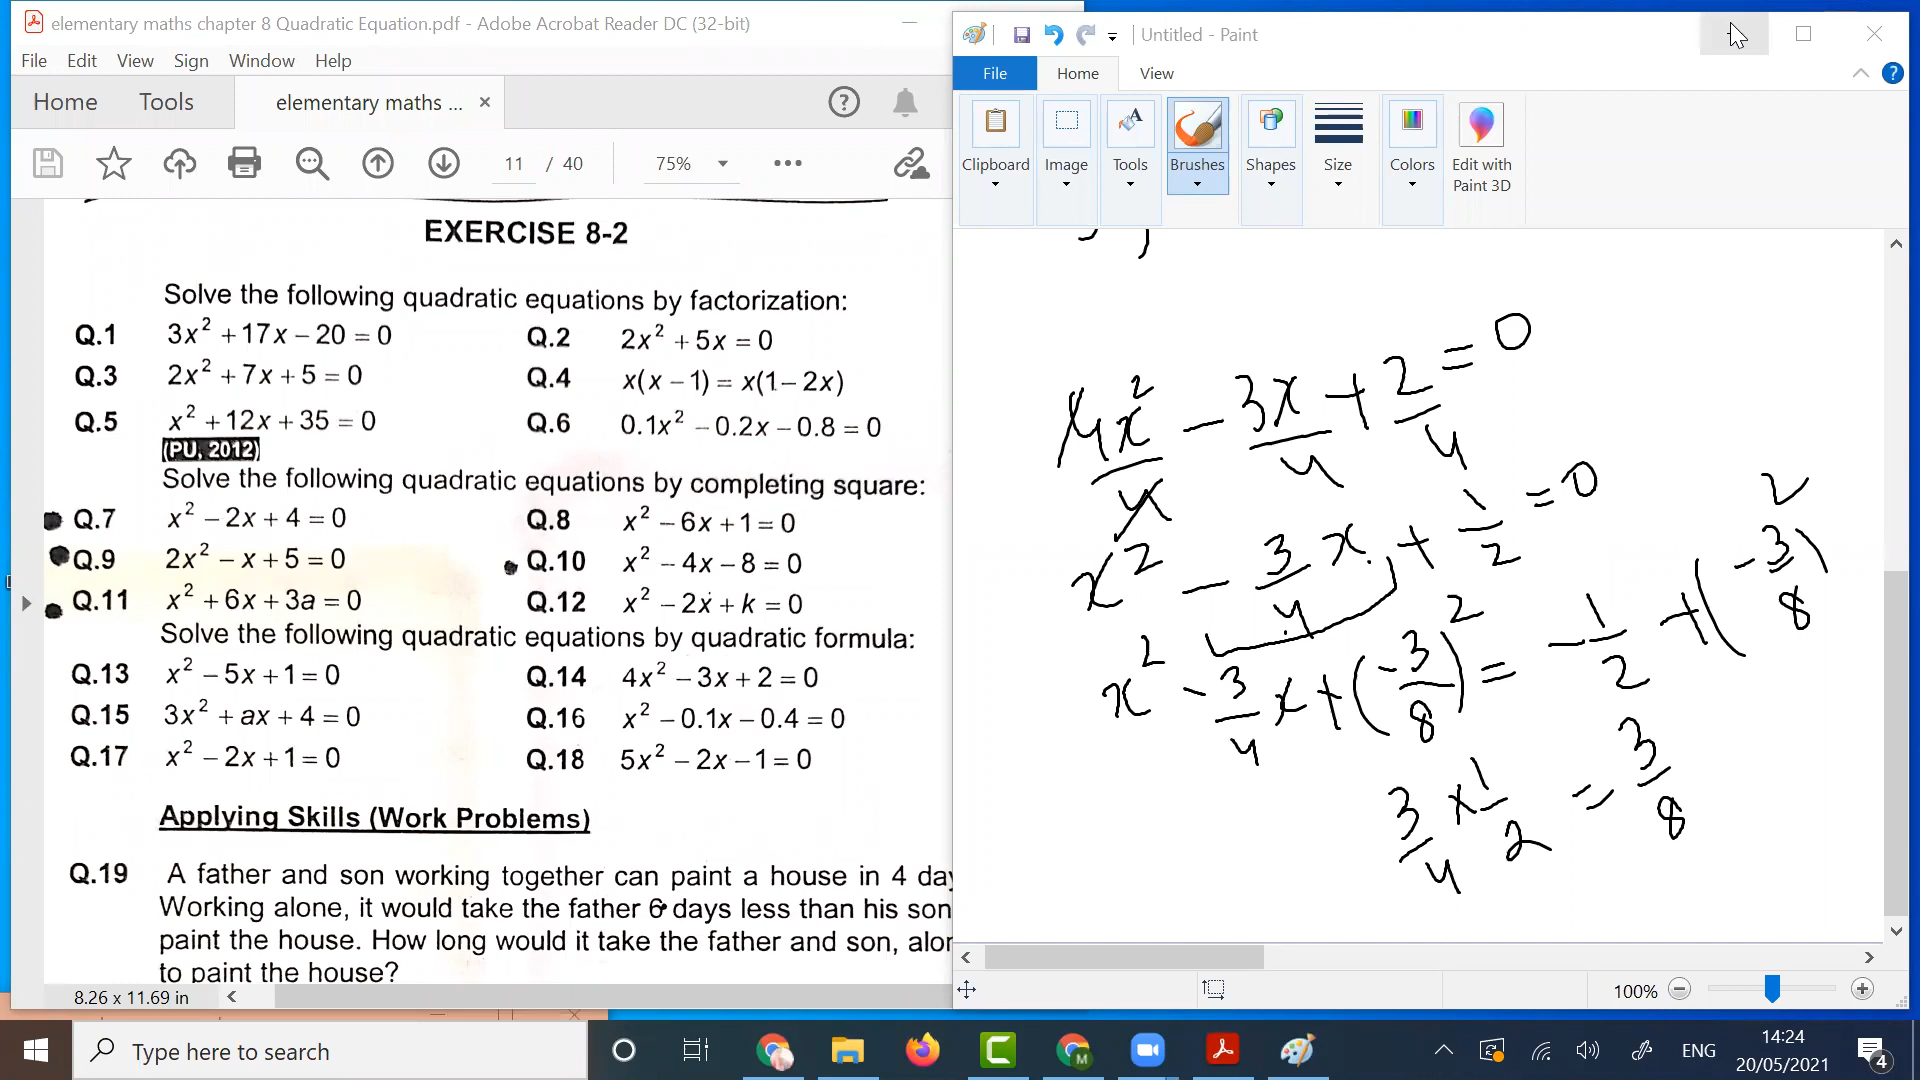 elementary maths chapter 8 Quadratic Equation.pdf - Adobe Acrobat Reader DC (32-bit)
File Edit View Sign Window Help
Home Tools elementary maths ... ×
11 / 40 75%
EXERCISE 8-2
Solve the following quadratic equations by factorization:
Q.1 3x² + 17x − 20 = 0 Q.2 2x² + 5x = 0
Q.3 2x² + 7x + 5 = 0 Q.4 x(x − 1) = x(1 − 2x)
Q.5 x² + 12x + 35 = 0 Q.6 0.1x² − 0.2x − 0.8 = 0
(PU, 2012)
Solve the following quadratic equations by completing square:
Q.7 x² − 2x + 4 = 0 Q.8 x² − 6x + 1 = 0
Q.9 2x² − x + 5 = 0 Q.10 x² − 4x − 8 = 0
Q.11 x² + 6x + 3a = 0 Q.12 x² − 2x + k = 0
Solve the following quadratic equations by quadratic formula:
Q.13 x² − 5x + 1 = 0 Q.14 4x² − 3x + 2 = 0
Q.15 3x² + ax + 4 = 0 Q.16 x² − 0.1x − 0.4 = 0
Q.17 x² − 2x + 1 = 0 Q.18 5x² − 2x − 1 = 0
Applying Skills (Work Problems)
Q.19 A father and son working together can paint a house in 4
Working alone, it would take the father 6 days less than his son
paint the house. How long would it take the father and son,
to paint the house?
8.26 x 11.69 in
Untitled - Paint
File Home View
Clipboard Image Tools Brushes Shapes Size Colors Edit with
Paint 3D
4x²/4 − 3x/4 + 2/4 = 0
x² − 3/4 x + 1/2 = 0
x² − 3/4 x + (−3/8)² = −1/2 + (−3/8)²
3/4 × 1/2 = 3/8
100%
Type here to search
ENG
14:24
20/05/2021
4